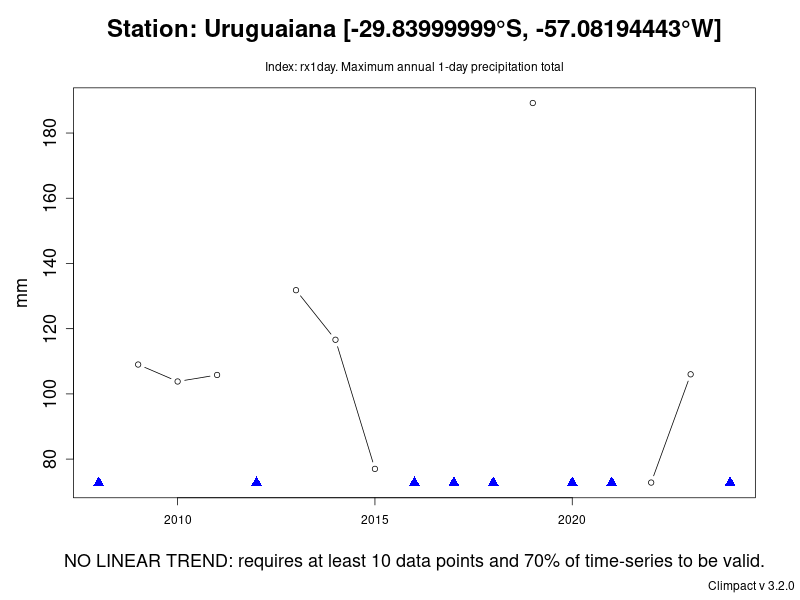 Station: Uruguaiana [-29.83999999°S, -57.08194443°W]
Index: rx1day. Maximum annual 1-day precipitation total
180
160
140
120
100
80
mm
2010 2015 2020
NO LINEAR TREND: requires at least 10 data points and 70% of time-series to be valid.
Climpact v 3.2.0